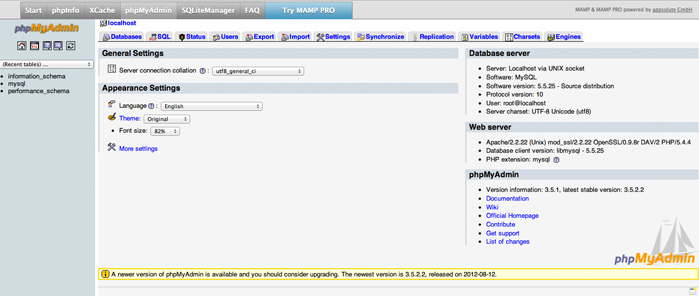 Start phpInfo XCache phpMyAdmin SQLiteManager FAQ Try MAMP PRO MAMP & MAMP PRO is powered by appsolute GmbH
phpMyAdmin
(Recent tables) ...
information_schema
mysql
performance_schema
localhost
Databases SQL Status Users Export Import Settings Synchronize Replication Variables Charsets Engines
General Settings
Server connection collation : utf8_general_ci
Appearance Settings
Language : English
Theme: Original
Font size: 82%
More settings
Database server
Server: Localhost via UNIX socket
Software: MySQL
Software version: 5.5.25 - Source distribution
Protocol version: 10
User: root@localhost
Server charset: UTF-8 Unicode (utf8)
Web server
Apache/2.2.22 (Unix) mod_ssl/2.2.22 OpenSSL/0.9.8r DAV/2 PHP/5.4.4
Database client version: libmysql - 5.5.25
PHP extension: mysql
phpMyAdmin
Version information: 3.5.1, latest stable version: 3.5.2.2
Documentation
Wiki
Official Homepage
Contribute
Get support
List of changes
phpMyAdmin
A newer version of phpMyAdmin is available and you should consider upgrading. The newest version is 3.5.2.2, released on 2012-08-12.